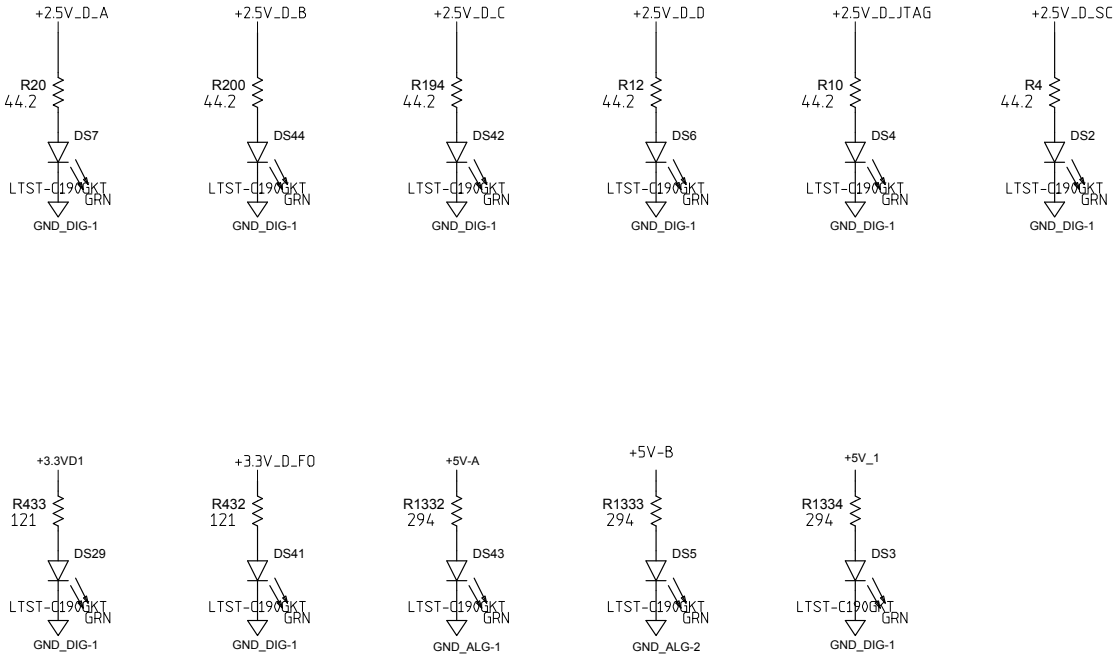 +2.5V_D_A
R20
44.2
DS7
LTST-C190GKT
GRN
GND_DIG-1
+2.5V_D_B
R200
44.2
DS44
LTST-C190GKT
GRN
GND_DIG-1
+2.5V_D_C
R194
44.2
DS42
LTST-C190GKT
GRN
GND_DIG-1
+2.5V_D_D
R12
44.2
DS6
LTST-C190GKT
GRN
GND_DIG-1
+2.5V_D_JTAG
R10
44.2
DS4
LTST-C190GKT
GRN
GND_DIG-1
+2.5V_D_SC
R4
44.2
DS2
LTST-C190GKT
GRN
GND_DIG-1
+3.3VD1
R433
121
DS29
LTST-C190GKT
GRN
GND_DIG-1
+3.3V_D_FO
R432
121
DS41
LTST-C190GKT
GRN
GND_DIG-1
+5V-A
R1332
294
DS43
LTST-C190GKT
GRN
GND_ALG-1
+5V-B
R1333
294
DS5
LTST-C190GKT
GRN
GND_ALG-2
+5V_1
R1334
294
DS3
LTST-C190GKT
GRN
GND_DIG-1